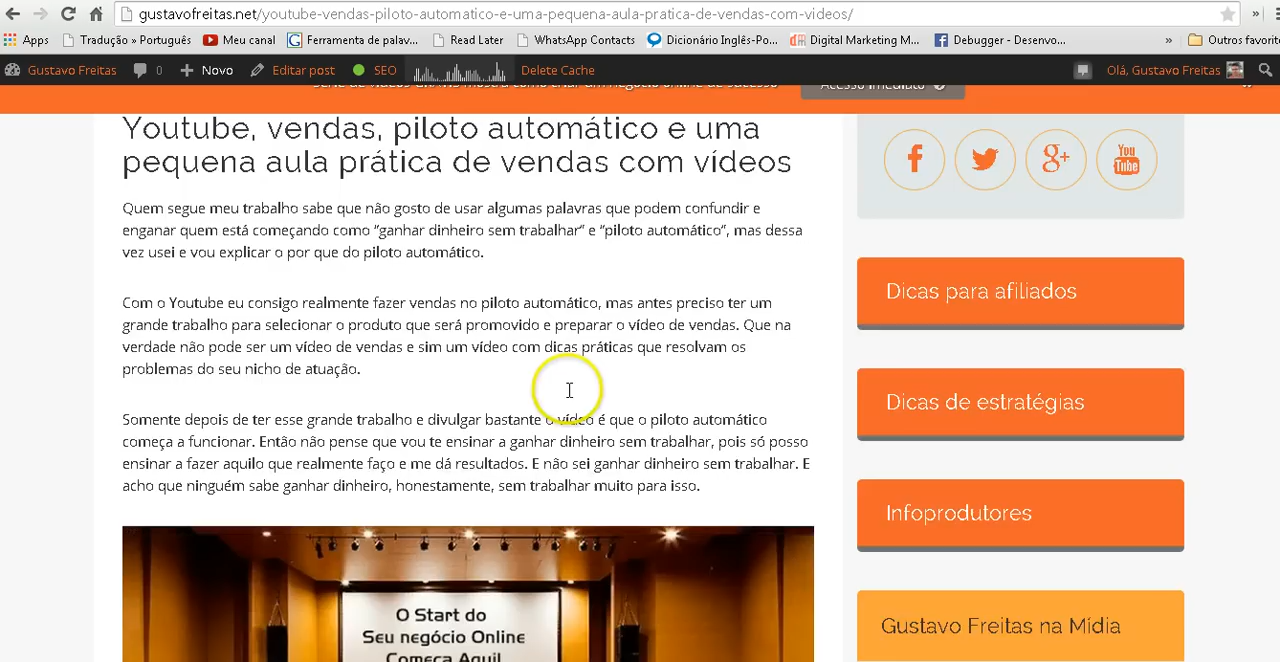 gustavofreitas.net/youtube-vendas-piloto-automatico-e-uma-pequena-aula-pratica-de-vendas-com-videos/
Apps Tradução » Português Meu canal Ferramenta de palav... Read Later WhatsApp Contacts Dicionário Inglês-Po... Digital Marketing M... Debugger - Desenvo... » Outros favorit
Gustavo Freitas 0 Novo Editar post SEO Delete Cache Olá, Gustavo Freitas
Acesso imediato
Youtube, vendas, piloto automático e uma
pequena aula prática de vendas com vídeos
Quem segue meu trabalho sabe que não gosto de usar algumas palavras que podem confundir e
enganar quem está começando como “ganhar dinheiro sem trabalhar” e “piloto automático”, mas dessa
vez usei e vou explicar o por que do piloto automático.
Com o Youtube eu consigo realmente fazer vendas no piloto automático, mas antes preciso ter um
grande trabalho para selecionar o produto que será promovido e preparar o vídeo de vendas. Que na
verdade não pode ser um vídeo de vendas e sim um vídeo com dicas práticas que resolvam os
problemas do seu nicho de atuação.
Somente depois de ter esse grande trabalho e divulgar bastante o vídeo é que o piloto automático
começa a funcionar. Então não pense que vou te ensinar a ganhar dinheiro sem trabalhar, pois só posso
ensinar a fazer aquilo que realmente faço e me dá resultados. E não sei ganhar dinheiro sem trabalhar. E
acho que ninguém sabe ganhar dinheiro, honestamente, sem trabalhar muito para isso.
O Start do
Seu negócio Online
Começa Aqui!
f g+ You
Tube
Dicas para afiliados
Dicas de estratégias
Infoprodutores
Gustavo Freitas na Mídia